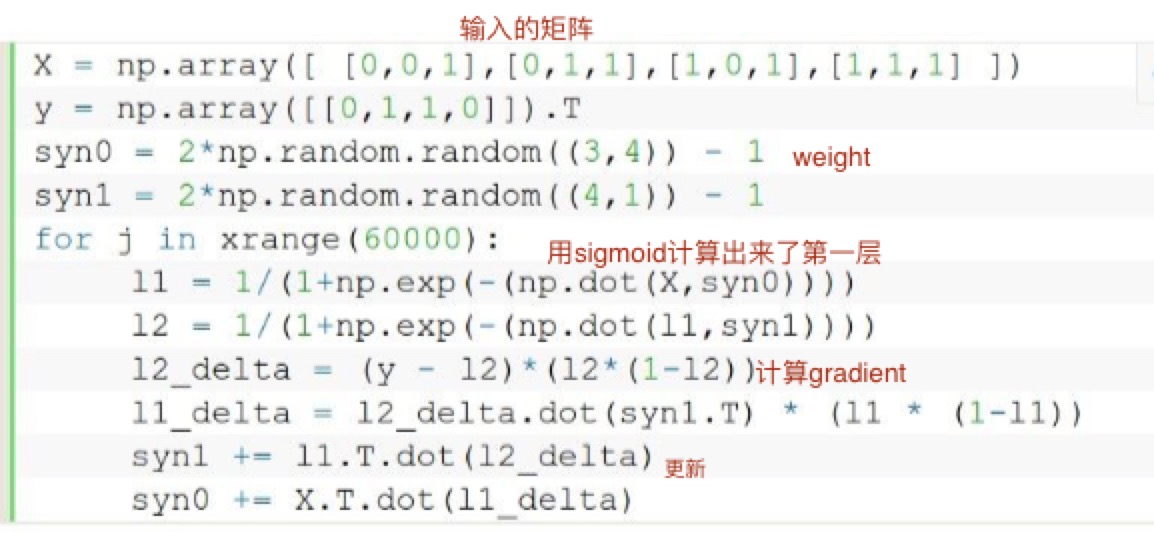 输入的矩阵
X = np.array([ [0,0,1],[0,1,1],[1,0,1],[1,1,1] ])
y = np.array([[0,1,1,0]]).T
syn0 = 2*np.random.random((3,4)) - 1 weight
syn1 = 2*np.random.random((4,1)) - 1
for j in xrange(60000):
用sigmoid计算出来了第一层
l1 = 1/(1+np.exp(-(np.dot(X,syn0))))
l2 = 1/(1+np.exp(-(np.dot(l1,syn1))))
l2_delta = (y - l2)*(l2*(1-l2))计算gradient
l1_delta = l2_delta.dot(syn1.T) * (l1 * (1-l1))
syn1 += l1.T.dot(l2_delta) 更新
syn0 += X.T.dot(l1_delta)